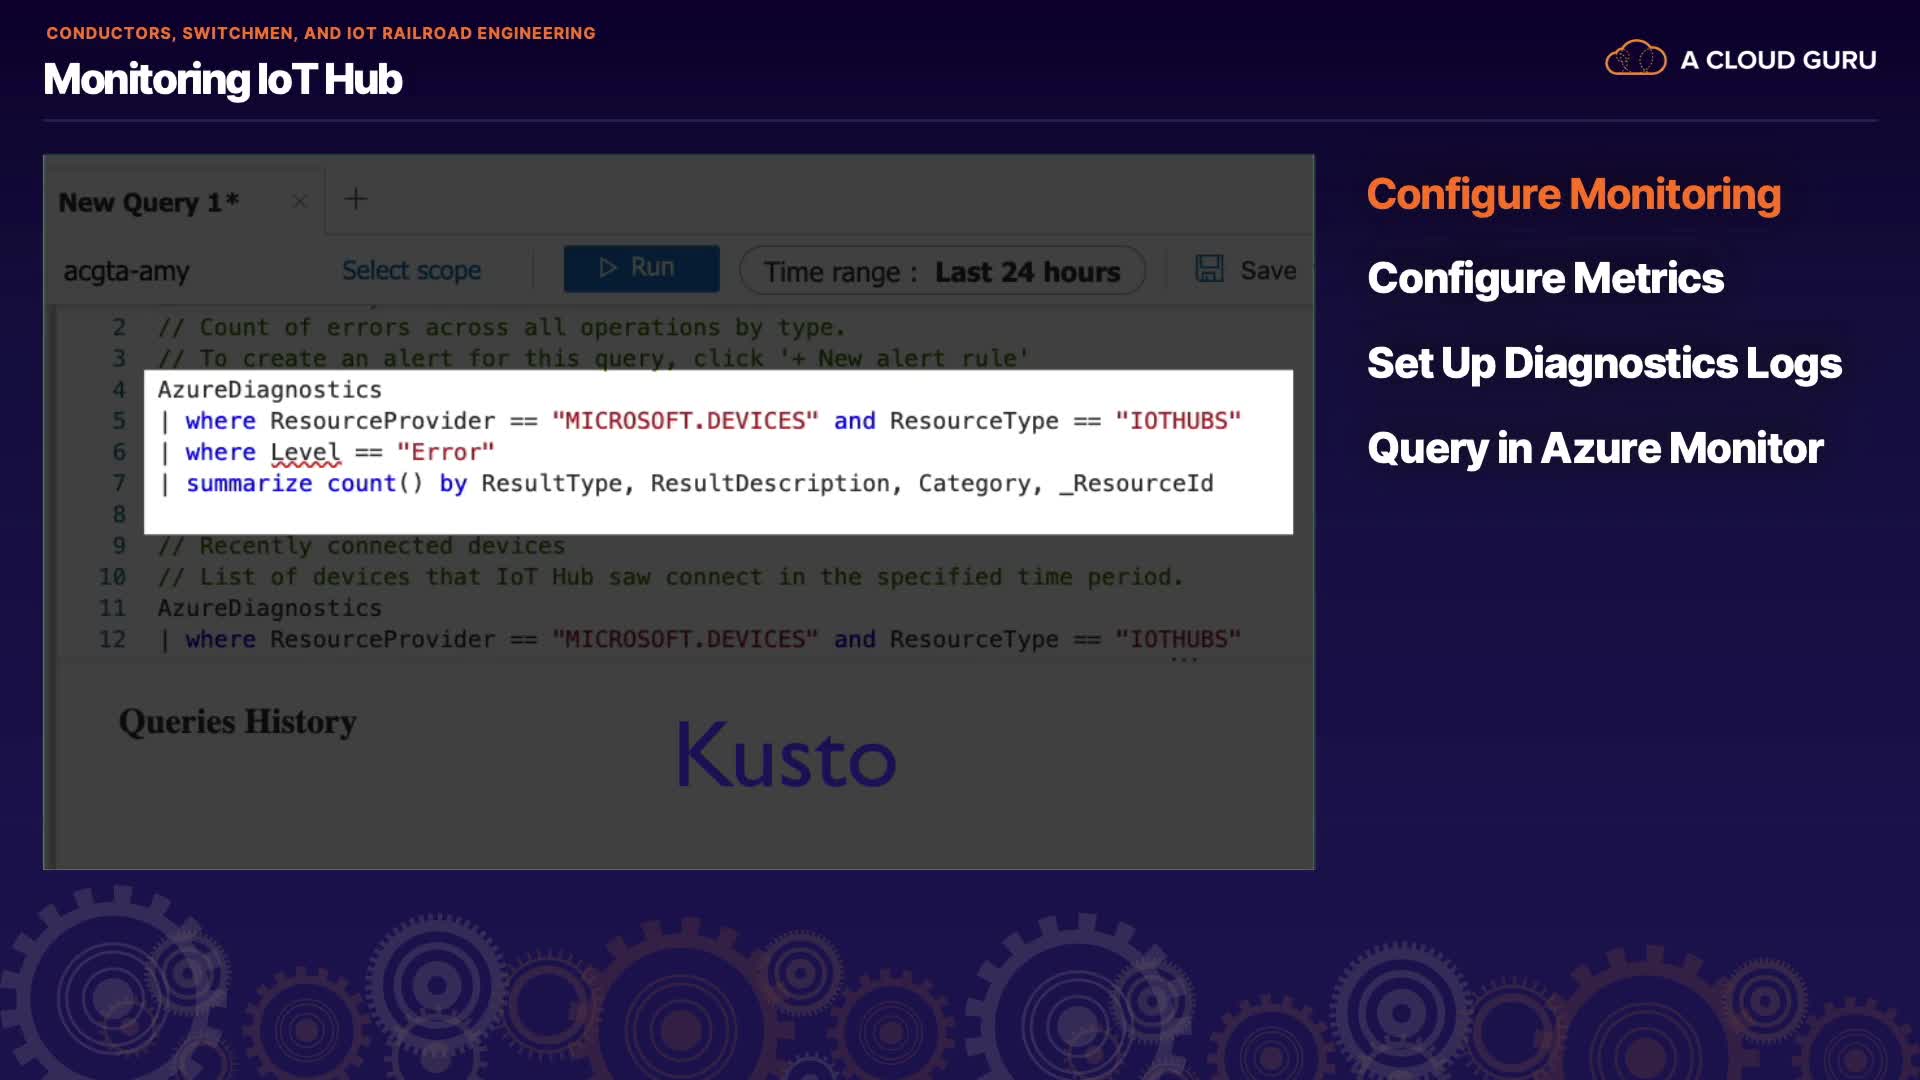 CONDUCTORS, SWITCHMEN, AND IOT RAILROAD ENGINEERING
Monitoring IoT Hub
A CLOUD GURU
New Query 1*
acgta-amy
Select scope
Run
Time range : Last 24 hours
Save
2 // Count of errors across all operations by type.
3 // To create an alert for this query, click '+ New alert rule'
4 AzureDiagnostics
5 | where ResourceProvider == "MICROSOFT.DEVICES" and ResourceType == "IOTHUBS"
6 | where Level == "Error"
7 | summarize count() by ResultType, ResultDescription, Category, _ResourceId
8
9 // Recently connected devices
10 // List of devices that IoT Hub saw connect in the specified time period.
11 AzureDiagnostics
12 | where ResourceProvider == "MICROSOFT.DEVICES" and ResourceType == "IOTHUBS"
Queries History
Kusto
Configure Monitoring
Configure Metrics
Set Up Diagnostics Logs
Query in Azure Monitor